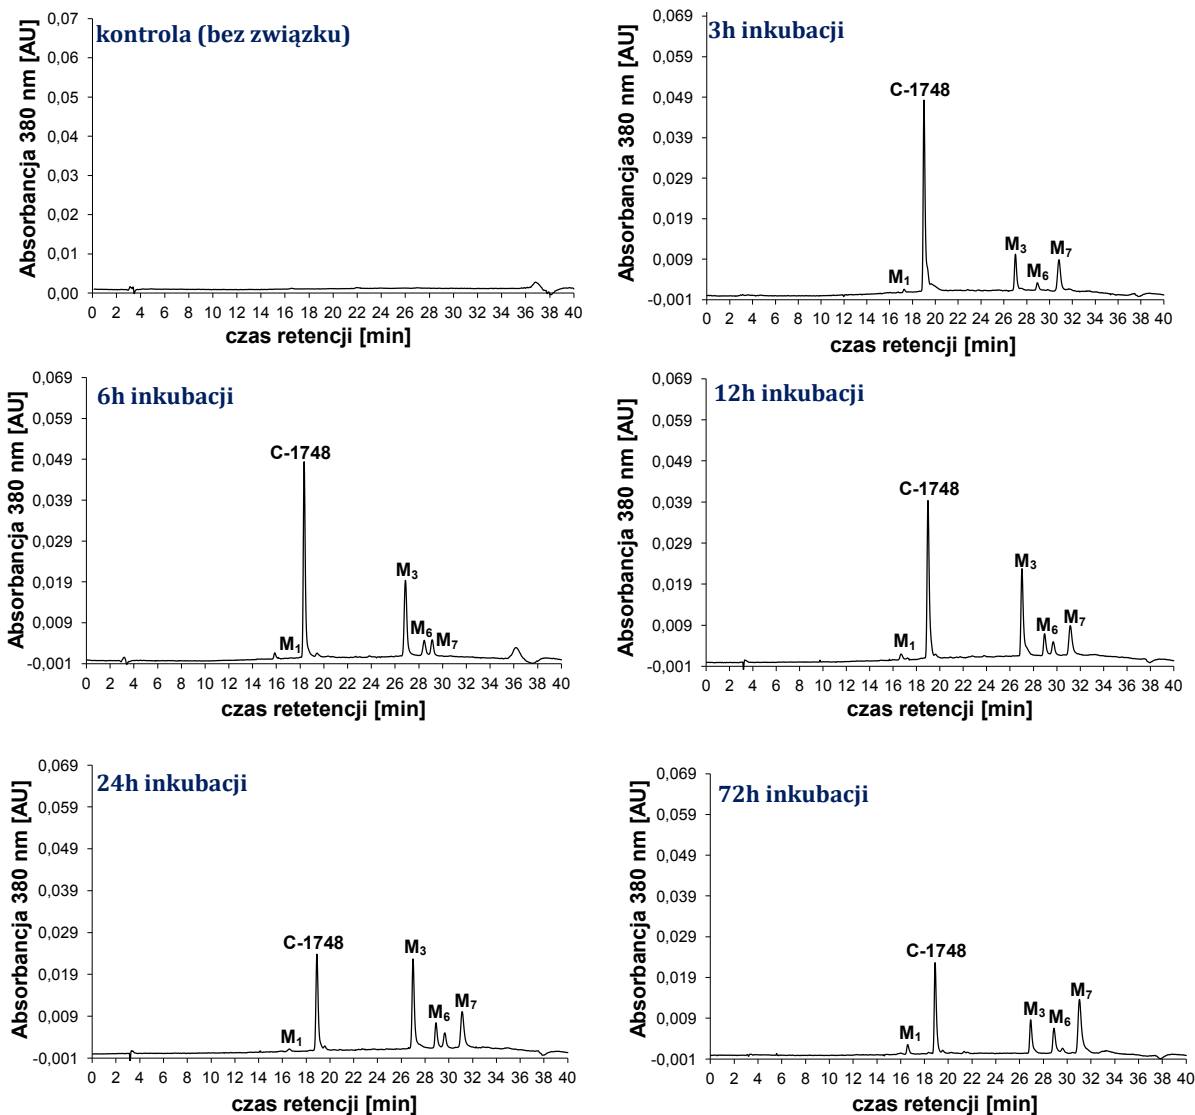 kontrola (bez związku)
Absorbancja 380 nm [AU]
0,07
0,06
0,05
0,04
0,03
0,02
0,01
0,00
0 2 4 6 8 10 12 14 16 18 20 22 24 26 28 30 32 34 36 38 40
czas retencji [min]
3h inkubacji
Absorbancja 380 nm [AU]
0,069
0,059
0,049
0,039
0,029
0,019
0,009
-0,001
C-1748
M1
M3
M6
M7
0 2 4 6 8 10 12 14 16 18 20 22 24 26 28 30 32 34 36 38 40
czas retencji [min]
6h inkubacji
Absorbancja 380 nm [AU]
0,069
0,059
0,049
0,039
0,029
0,019
0,009
-0,001
C-1748
M1
M3
M6
M7
0 2 4 6 8 10 12 14 16 18 20 22 24 26 28 30 32 34 36 38 40
czas retetencji [min]
12h inkubacji
Absorbancja 380 nm [AU]
0,069
0,059
0,049
0,039
0,029
0,019
0,009
-0,001
C-1748
M1
M3
M6
M7
0 2 4 6 8 10 12 14 16 18 20 22 24 26 28 30 32 34 36 38 40
czas retencji [min]
24h inkubacji
Absorbancja 380 nm [AU]
0,069
0,059
0,049
0,039
0,029
0,019
0,009
-0,001
C-1748
M1
M3
M6
M7
0 2 4 6 8 10 12 14 16 18 20 22 24 26 28 30 32 34 36 38 40
czas retencji [min]
72h inkubacji
Absorbancja 380 nm [AU]
0,069
0,059
0,049
0,039
0,029
0,019
0,009
-0,001
C-1748
M1
M3
M6
M7
0 2 4 6 8 10 12 14 16 18 20 22 24 26 28 30 32 34 36 38 40
czas retencji [min]